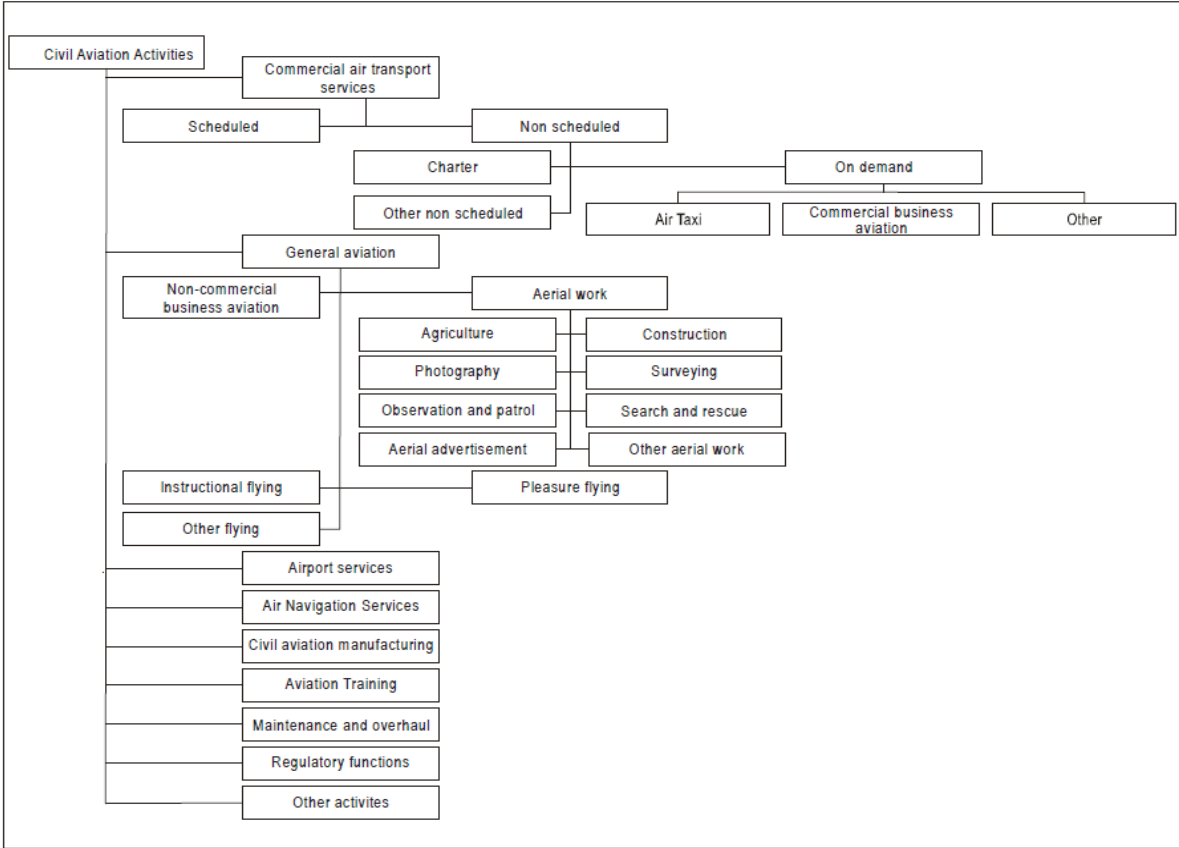 Civil Aviation Activities
Commercial air transport
services
Scheduled
Non scheduled
Charter
On demand
Other non scheduled
Air Taxi
Commercial business
aviation
Other
General aviation
Non-commercial
business aviation
Aerial work
Agriculture
Construction
Photography
Surveying
Observation and patrol
Search and rescue
Aerial advertisement
Other aerial work
Instructional flying
Pleasure flying
Other flying
Airport services
Air Navigation Services
Civil aviation manufacturing
Aviation Training
Maintenance and overhaul
Regulatory functions
Other activites